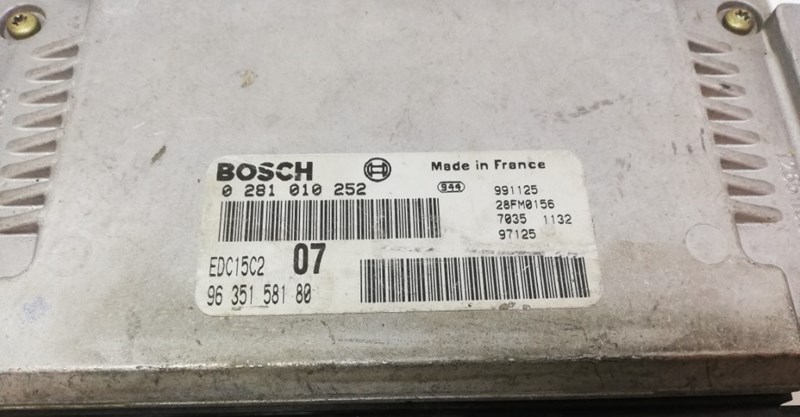 BOSCH Made in France
0 281 010 252 944 991125
28FM0156
7035 1132
97125
EDC15C2 07
96 351 581 80